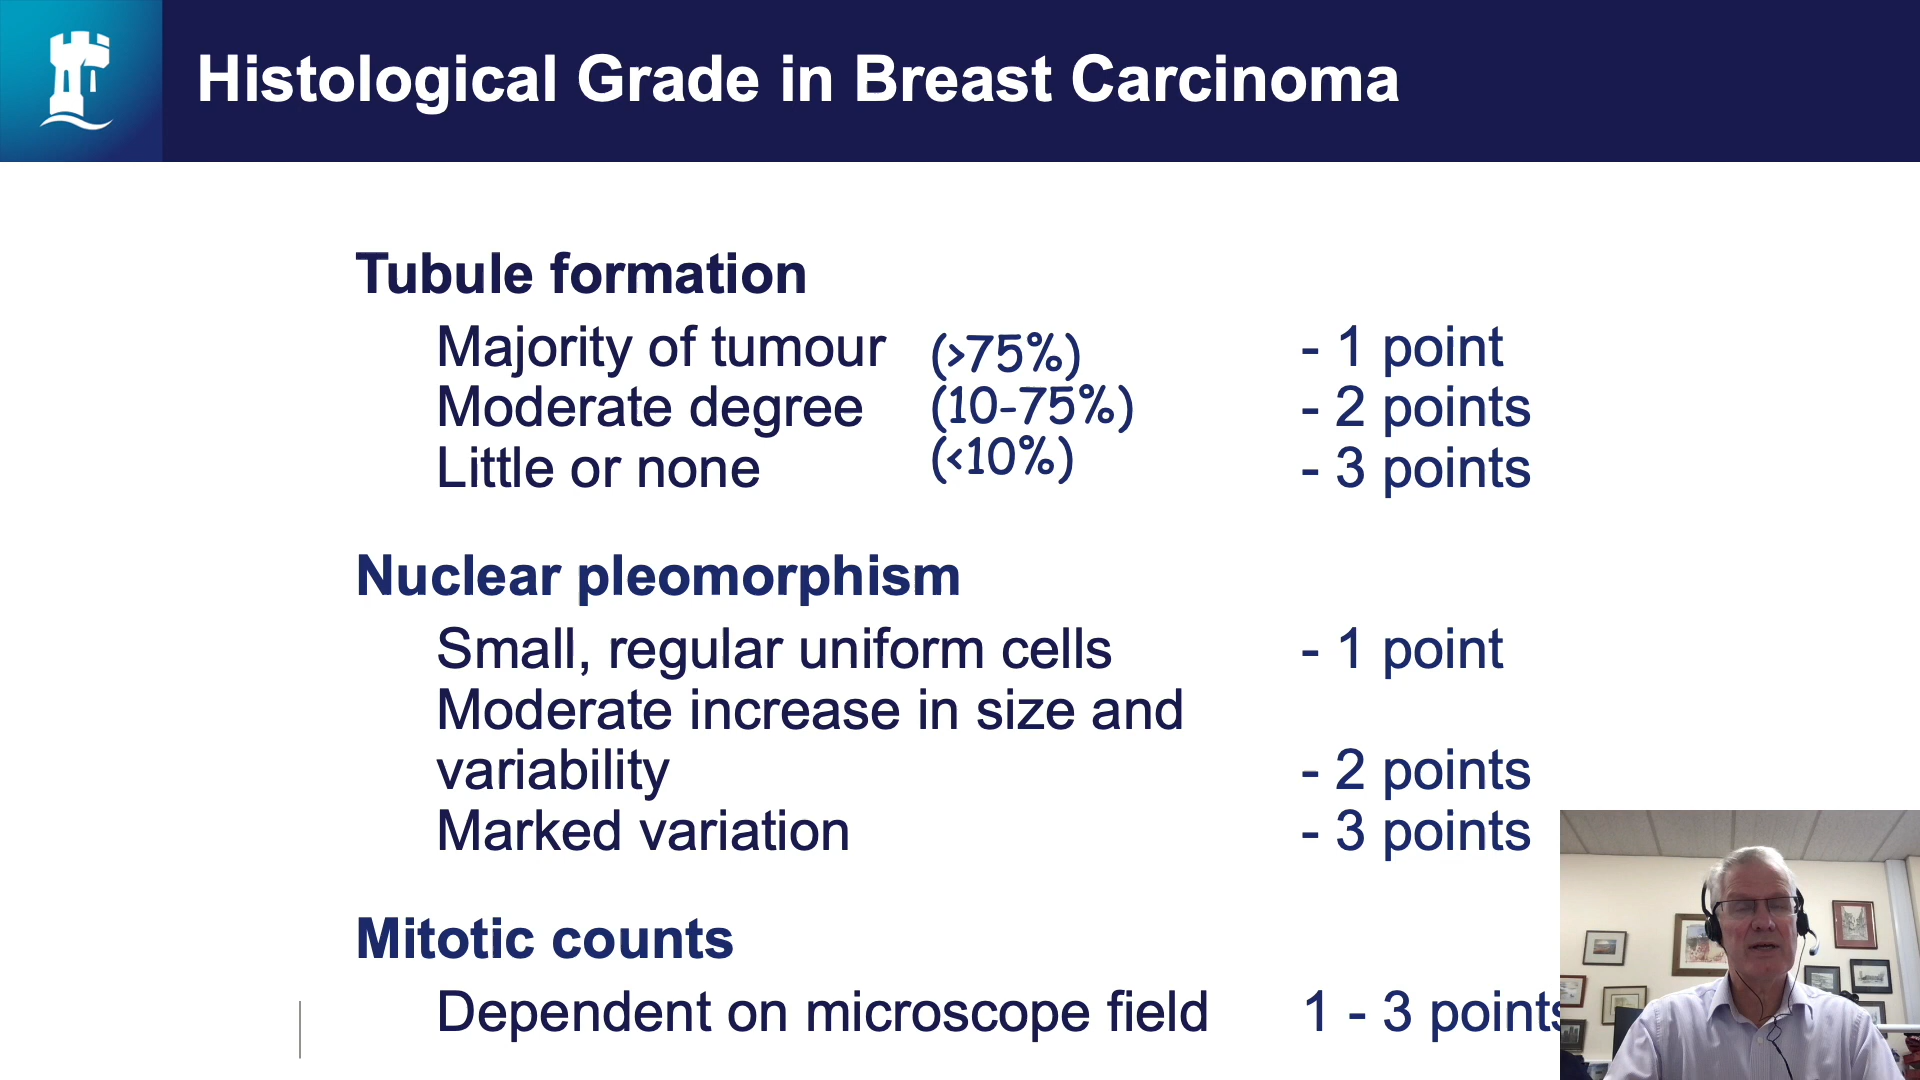 Histological Grade in Breast Carcinoma
Tubule formation
Majority of tumour (>75%) - 1 point
Moderate degree (10-75%) - 2 points
Little or none (<10%) - 3 points
Nuclear pleomorphism
Small, regular uniform cells - 1 point
Moderate increase in size and
variability - 2 points
Marked variation - 3 points
Mitotic counts
Dependent on microscope field 1 - 3 points